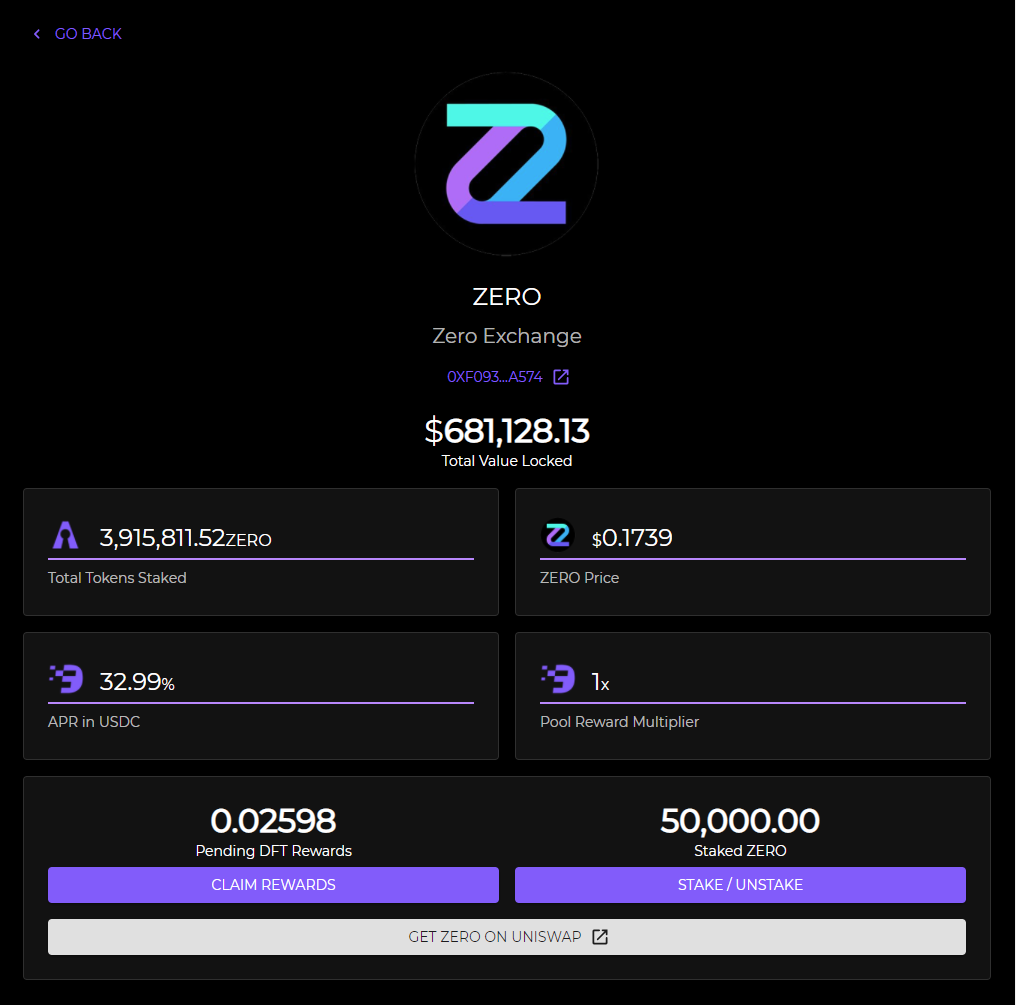 GO BACK
ZERO
Zero Exchange
0XF093...A574
$681,128.13
Total Value Locked
3,915,811.52ZERO
Total Tokens Staked
$0.1739
ZERO Price
32.99%
APR in USDC
1x
Pool Reward Multiplier
0.02598
Pending DFT Rewards
CLAIM REWARDS
50,000.00
Staked ZERO
STAKE / UNSTAKE
GET ZERO ON UNISWAP